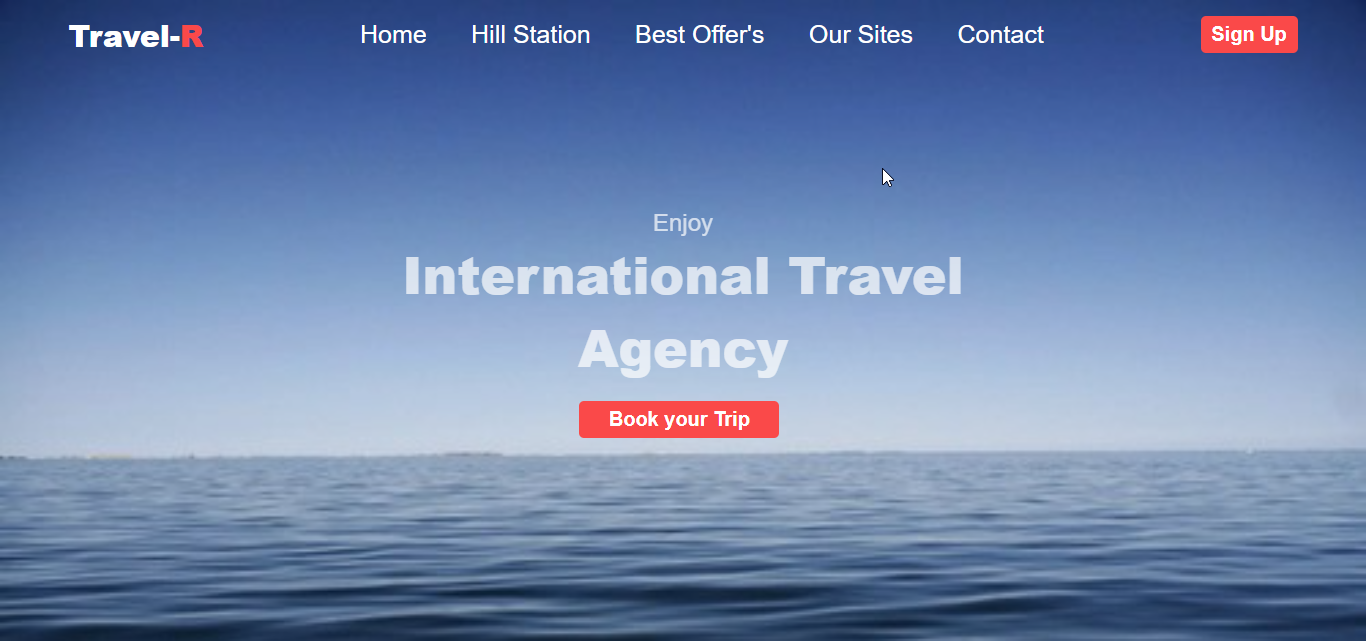 Travel-R Home Hill Station Best Offer's Our Sites Contact Sign Up
Enjoy
International Travel
Agency
Book your Trip